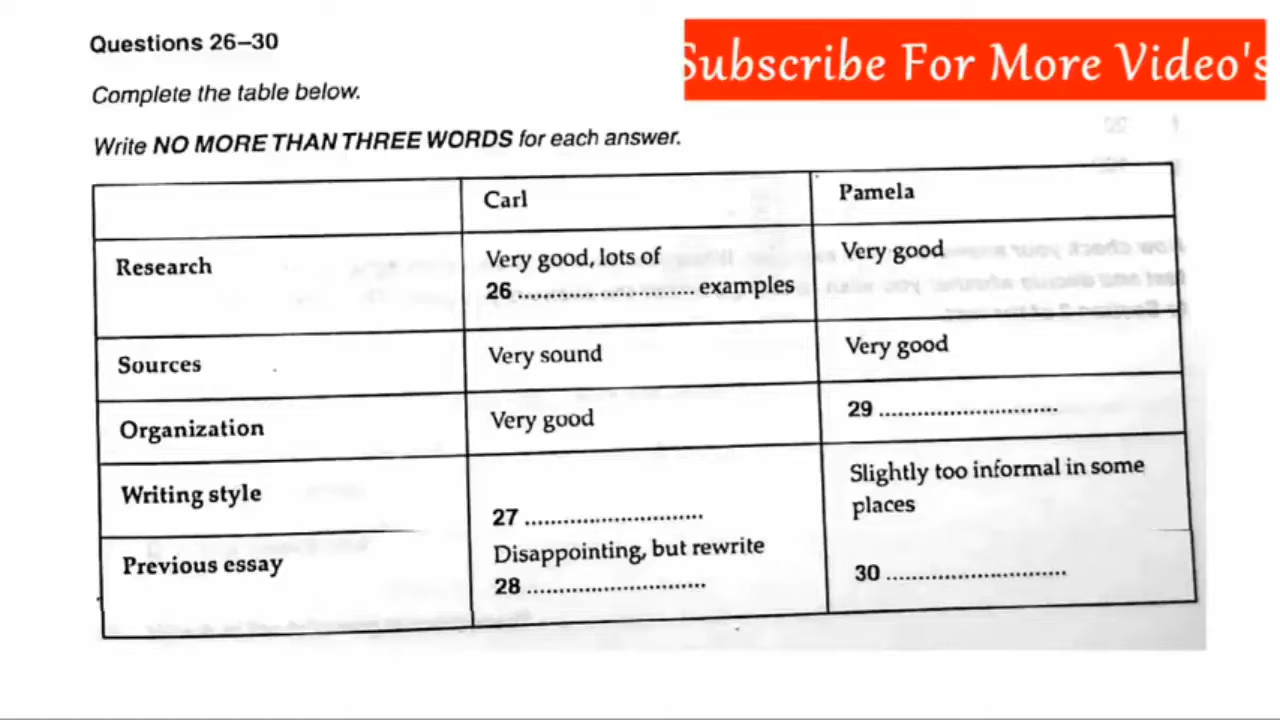 Questions 26–30
Subscribe For More Video's
Complete the table below.
Write NO MORE THAN THREE WORDS for each answer.
Carl
Pamela
Research
Very good, lots of
26 ............................ examples
Very good
Sources
Very sound
Very good
Organization
Very good
29 ............................
Writing style
27 ............................
Slightly too informal in some
places
Previous essay
Disappointing, but rewrite
28 ............................
30 ............................